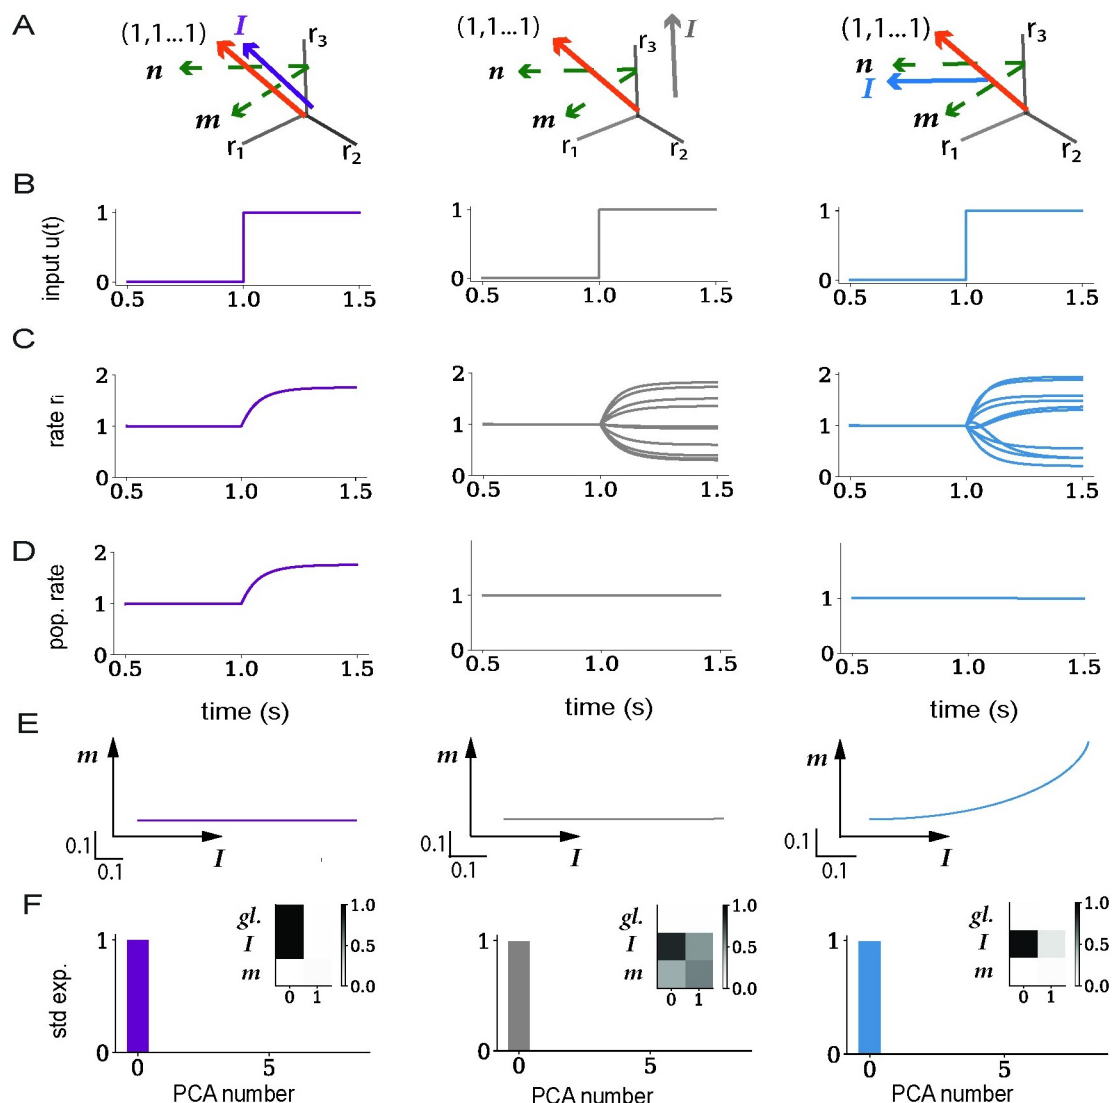 A
(1,1...1) I r₃
n
m
r₁ r₂
(1,1...1) r₃ I
n
m
r₁ r₂
(1,1...1) r₃
n
I
m
r₁ r₂
B
input u(t)
1
0
0.5 1.0 1.5
1
0
0.5 1.0 1.5
1
0
0.5 1.0 1.5
C
rate rᵢ
2
1
0
0.5 1.0 1.5
2
1
0
0.5 1.0 1.5
2
1
0
0.5 1.0 1.5
D
pop. rate
2
1
0
0.5 1.0 1.5
time (s)
1
0
0.5 1.0 1.5
time (s)
1
0.5 1.0 1.5
time (s)
E
m
0.1
0.1
I
m
0.1
0.1
I
m
0.1
0.1
I
F
std exp.
1
0
0 5
PCA number
gl.
I
m
0 1
1.0
0.5
0.0
1
0
0 5
PCA number
gl.
I
m
0 1
1.0
0.5
0.0
1
0
0 5
PCA number
gl.
I
m
0 1
1.0
0.5
0.0